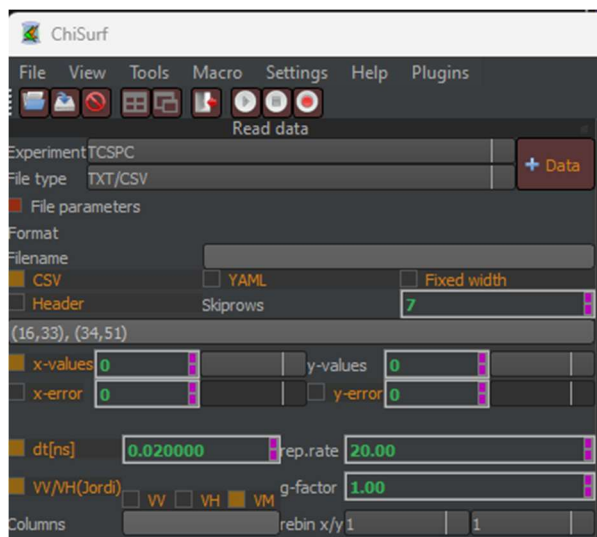 ChiSurf
File View Tools Macro Settings Help Plugins
Read data
Experiment TCSPC
File type TXT/CSV
+ Data
File parameters
Format
Filename
CSV YAML Fixed width
Header Skiprows 7
(16,33), (34,51)
x-values 0 y-values 0
x-error 0 y-error 0
dt[ns] 0.020000 rep.rate 20.00
VV/VH(Jordi) VV VH VM g-factor 1.00
Columns rebin x/y 1 1